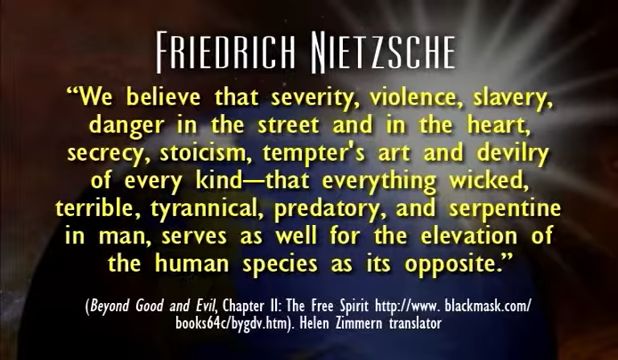 FRIEDRICH NIETZSCHE
“We believe that severity, violence, slavery,
danger in the street and in the heart,
secrecy, stoicism, tempter's art and devilry
of every kind—that everything wicked,
terrible, tyrannical, predatory, and serpentine
in man, serves as well for the elevation of
the human species as its opposite.”
(Beyond Good and Evil, Chapter II: The Free Spirit http://www. blackmask.com/
books64c/bygdv.htm). Helen Zimmern translator